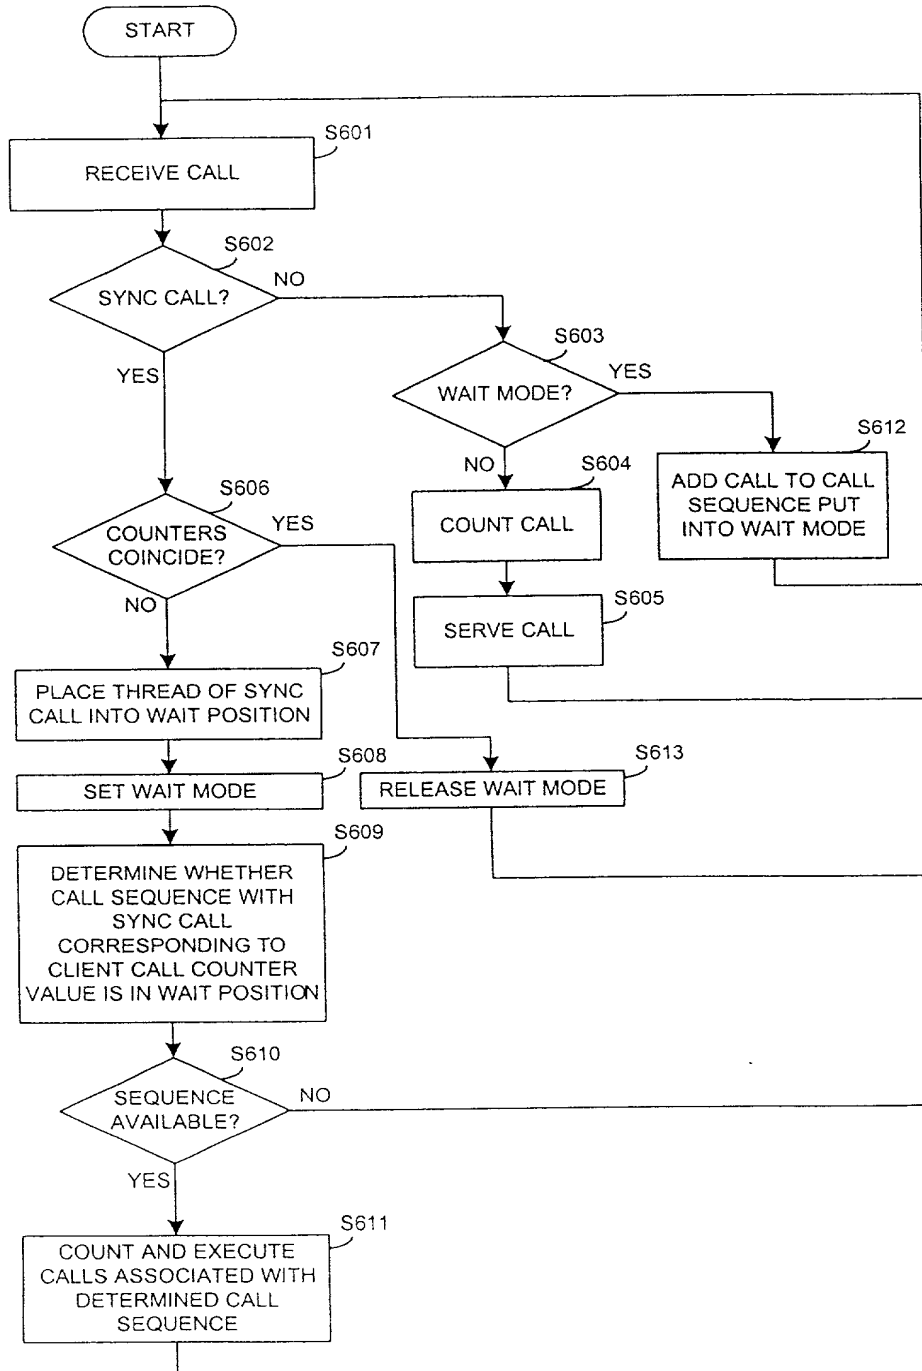 START
S601
RECEIVE CALL
S602
SYNC CALL?
NO
YES
S603
WAIT MODE?
YES
NO
S612
ADD CALL TO CALL
SEQUENCE PUT
INTO WAIT MODE
S604
COUNT CALL
S605
SERVE CALL
S606
COUNTERS
COINCIDE?
YES
NO
S607
PLACE THREAD OF SYNC
CALL INTO WAIT POSITION
S608
SET WAIT MODE
S613
RELEASE WAIT MODE
S609
DETERMINE WHETHER
CALL SEQUENCE WITH
SYNC CALL
CORRESPONDING TO
CLIENT CALL COUNTER
VALUE IS IN WAIT POSITION
S610
SEQUENCE
AVAILABLE?
NO
YES
S611
COUNT AND EXECUTE
CALLS ASSOCIATED WITH
DETERMINED CALL
SEQUENCE